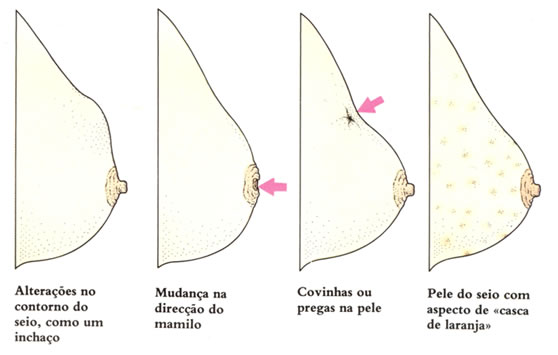 Alterações no
contorno do
seio, como um
inchaço
Mudança na
direcção do
mamilo
Covinhas ou
pregas na pele
Pele do seio com
aspecto de «casca
de laranja»